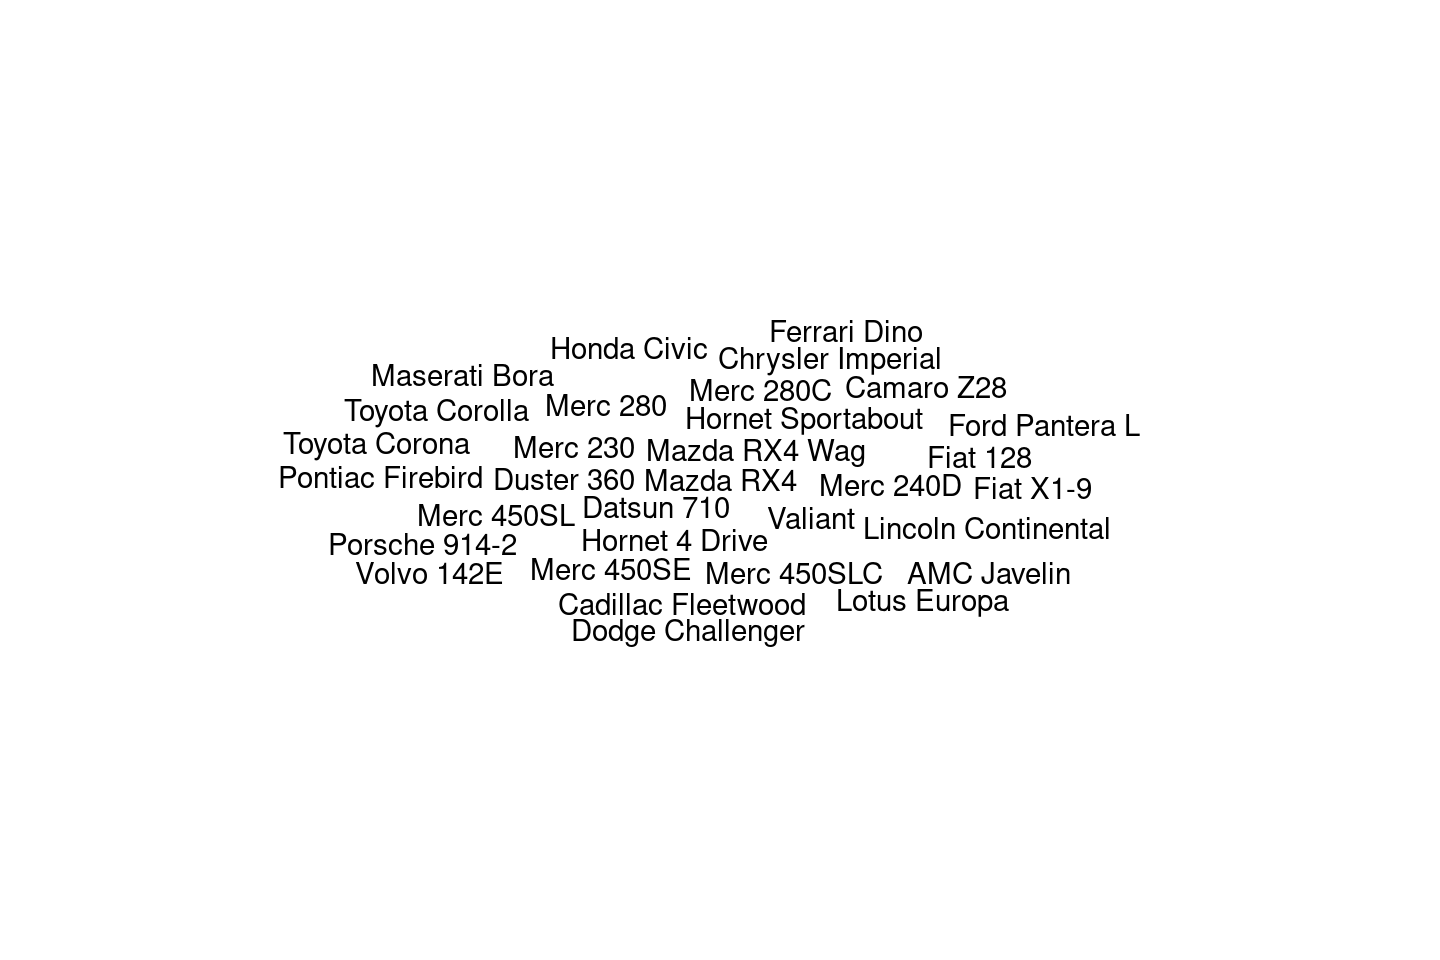 Ferrari Dino
Honda Civic
Chrysler Imperial
Maserati Bora
Merc 280C
Camaro Z28
Toyota Corolla
Merc 280
Hornet Sportabout
Ford Pantera L
Toyota Corona
Merc 230
Mazda RX4 Wag
Fiat 128
Pontiac Firebird
Duster 360
Mazda RX4
Merc 240D
Fiat X1-9
Merc 450SL
Datsun 710
Valiant
Lincoln Continental
Porsche 914-2
Hornet 4 Drive
Volvo 142E
Merc 450SE
Merc 450SLC
AMC Javelin
Cadillac Fleetwood
Lotus Europa
Dodge Challenger